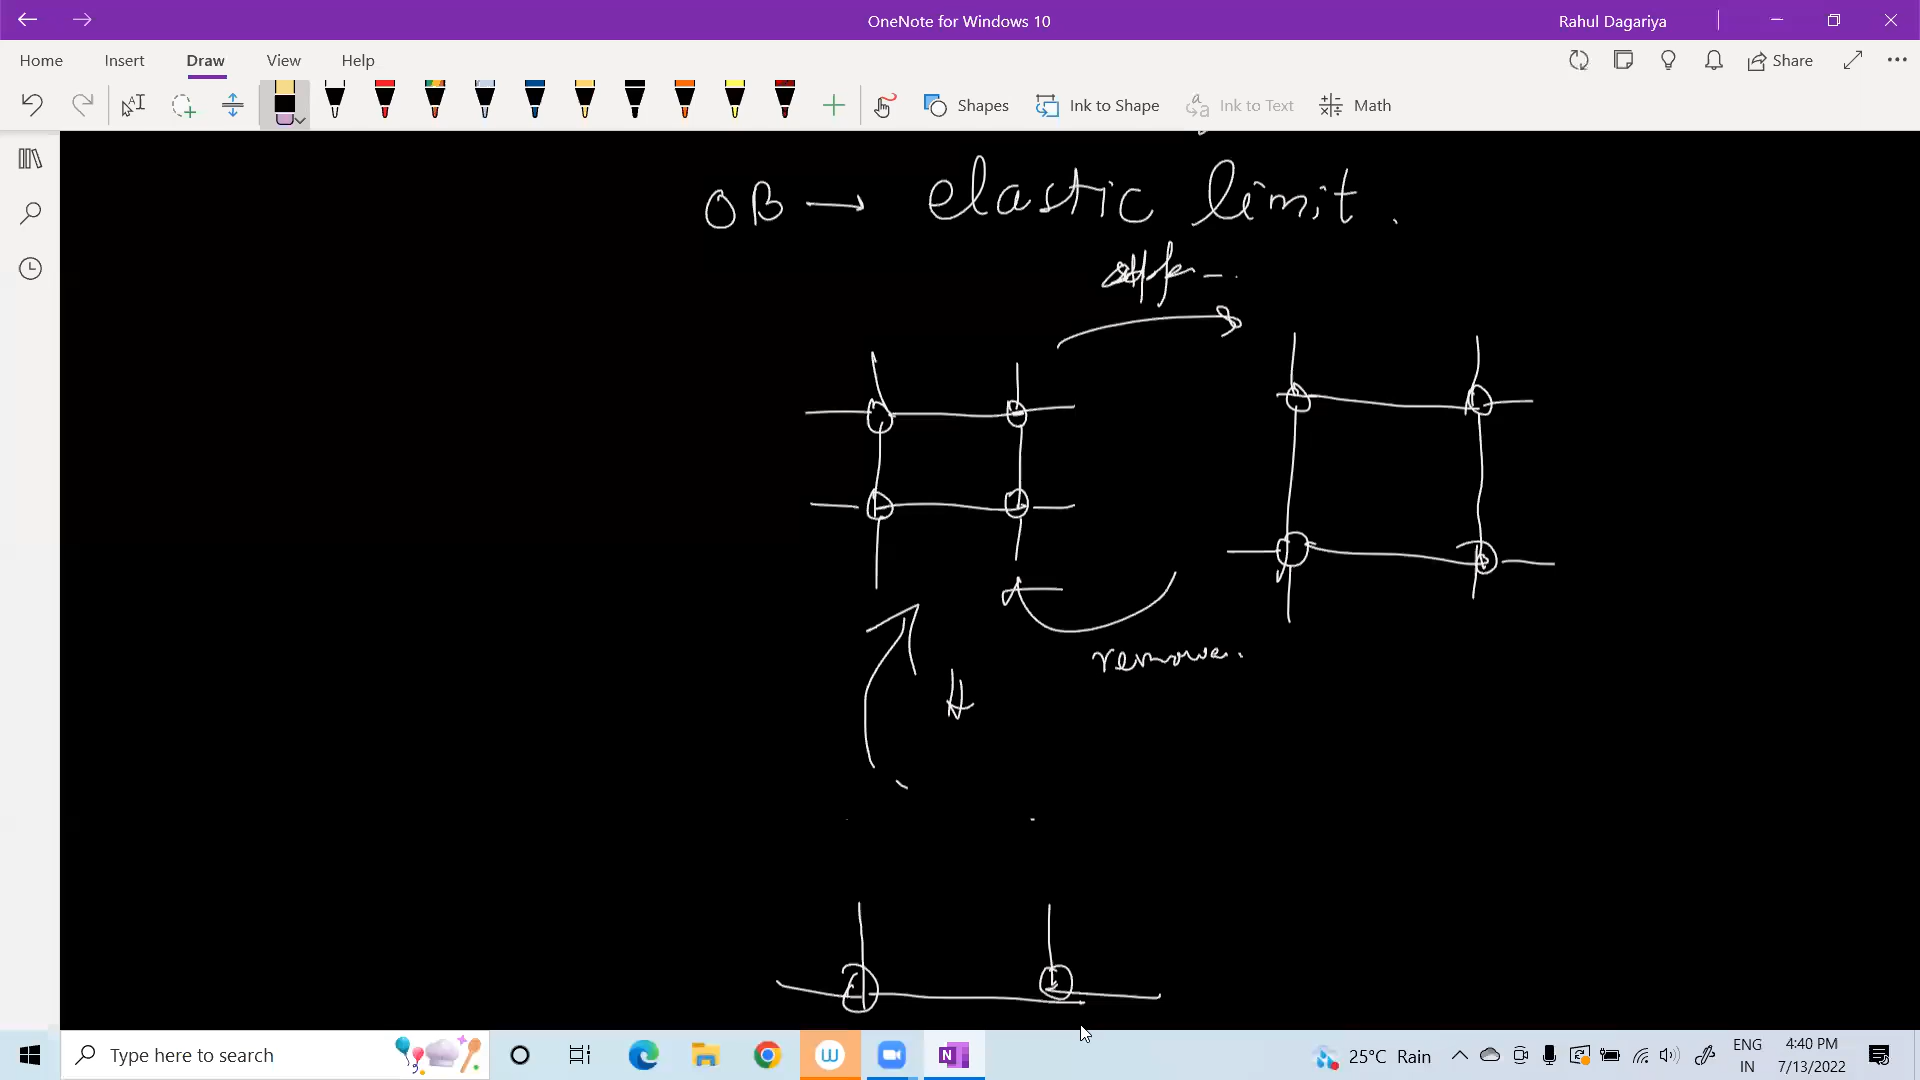 OneNote for Windows 10
Rahul Dagariya
Home Insert Draw View Help
Share
Shapes Ink to Shape Ink to Text Math
OB → elastic limit.
remove.
Type here to search
25°C Rain
ENG
IN
4:40 PM
7/13/2022